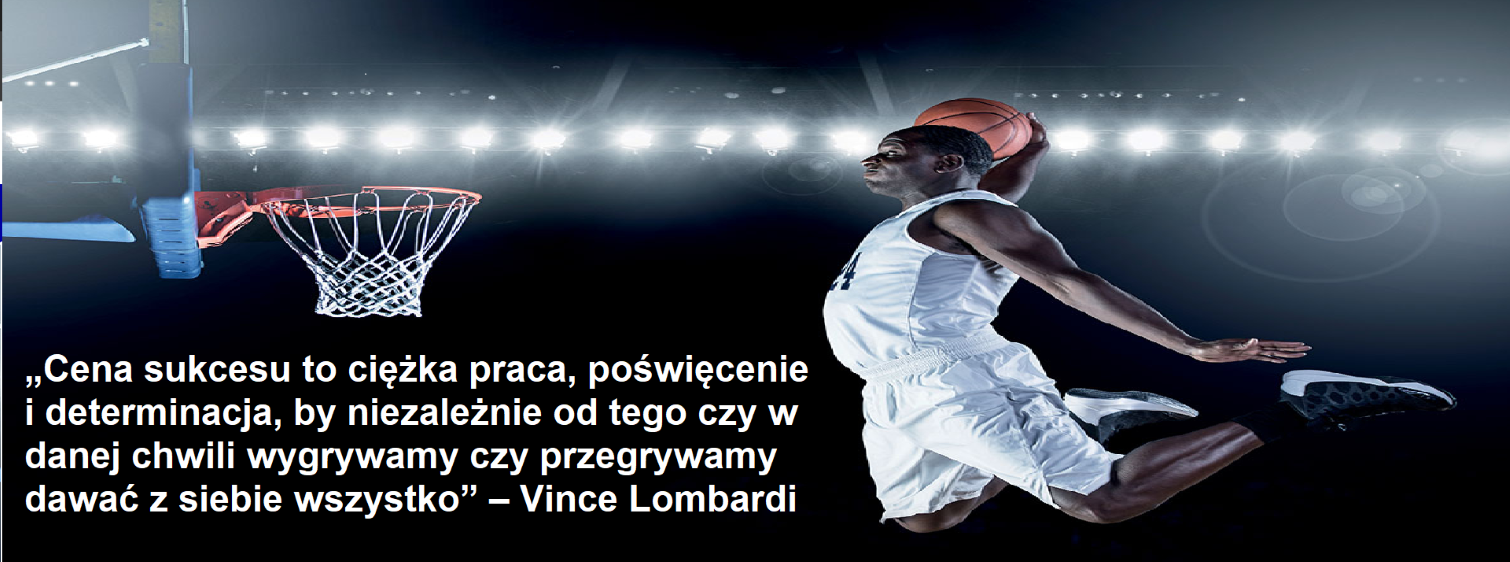 „Cena sukcesu to ciężka praca, poświęcenie
i determinacja, by niezależnie od tego czy w
danej chwili wygrywamy czy przegrywamy
dawać z siebie wszystko” – Vince Lombardi